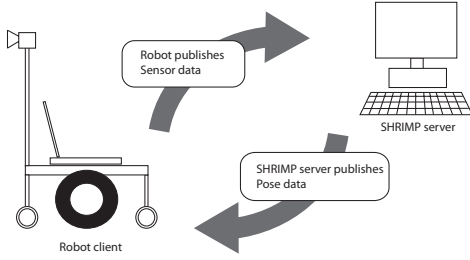 Robot publishes
Sensor data
SHRIMP server
SHRIMP server publishes
Pose data
Robot client